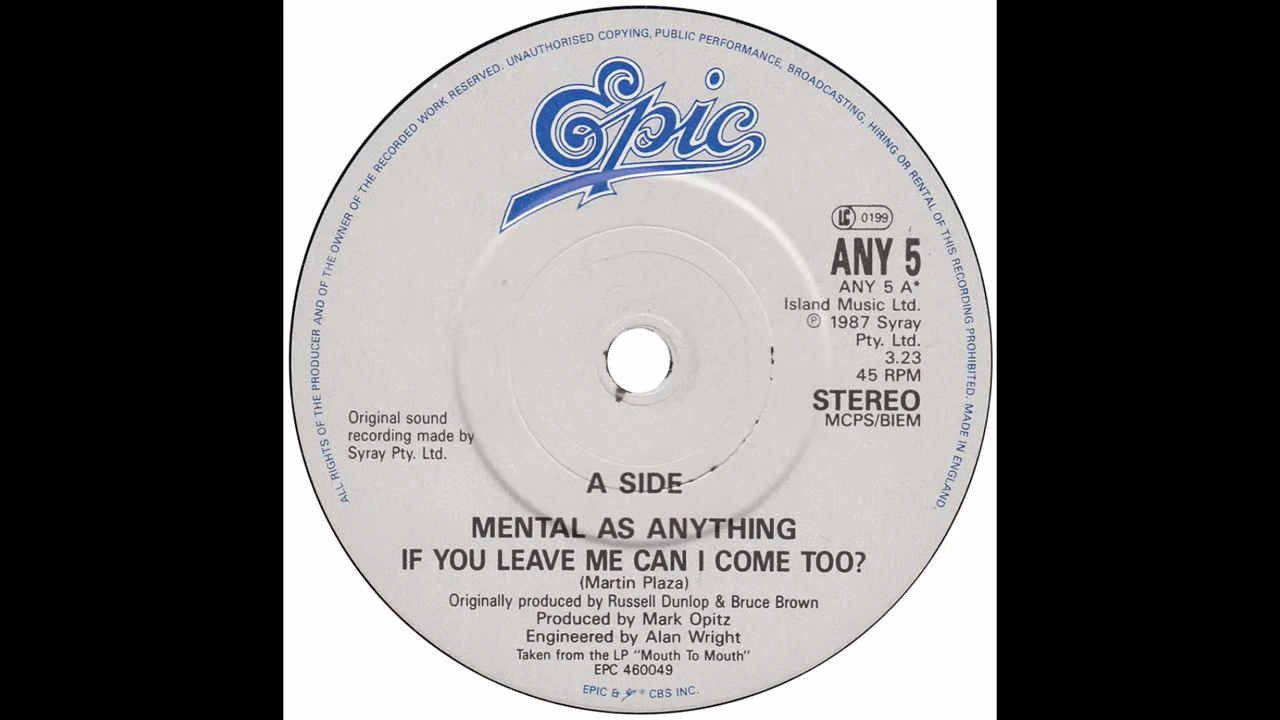 ALL RIGHTS OF THE PRODUCER AND OF THE OWNER OF THE RECORDED WORK RESERVED. UNAUTHORISED COPYING, PUBLIC PERFORMANCE, BROADCASTING, HIRING OR RENTAL OF THIS RECORDING PROHIBITED. MADE IN ENGLAND.
Epic
LC 0199
ANY 5
ANY 5 A*
Island Music Ltd.
℗ 1987 Syray
Pty. Ltd.
3.23
45 RPM
STEREO
MCPS/BIEM
Original sound
recording made by
Syray Pty. Ltd.
A SIDE
MENTAL AS ANYTHING
IF YOU LEAVE ME CAN I COME TOO?
(Martin Plaza)
Originally produced by Russell Dunlop & Bruce Brown
Produced by Mark Opitz
Engineered by Alan Wright
Taken from the LP "Mouth To Mouth"
EPC 460049
EPIC & ® CBS INC.